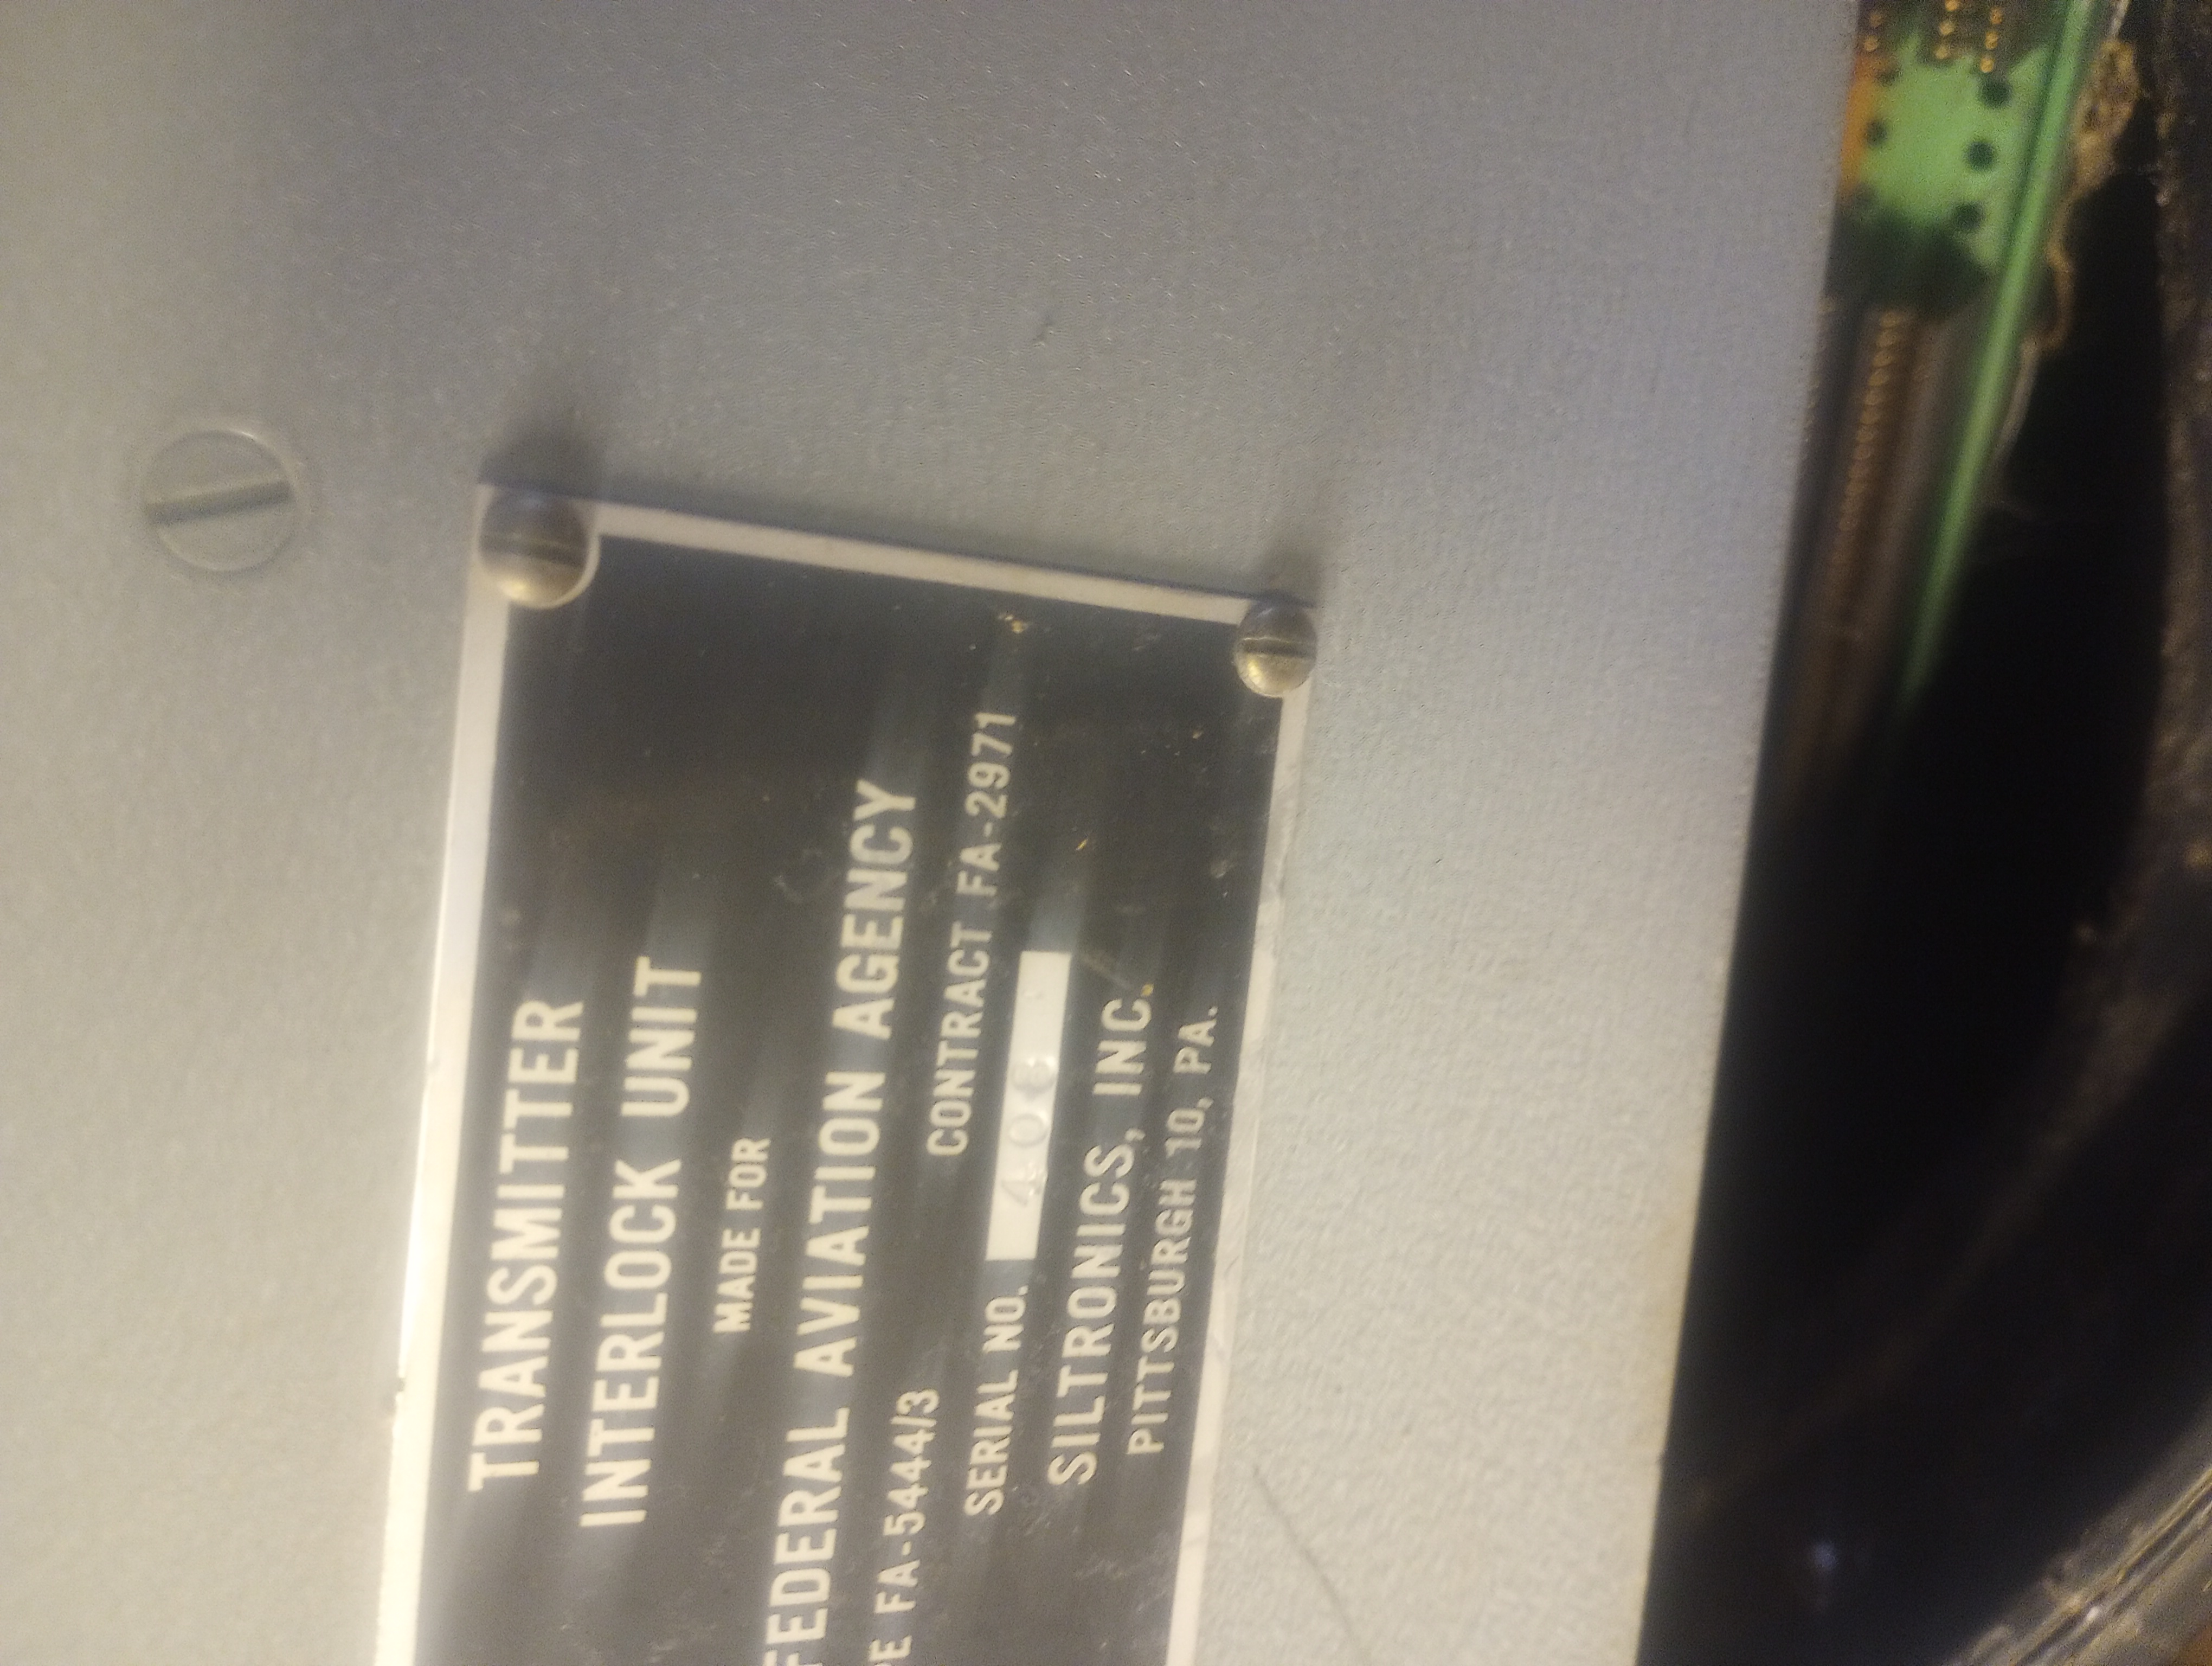 TRANSMITTER
INTERLOCK UNIT
MADE FOR
FEDERAL AVIATION AGENCY
PE FA-5444/3 CONTRACT FA-2971
SERIAL NO. 406
SILTRONICS, INC.
PITTSBURGH 10, PA.